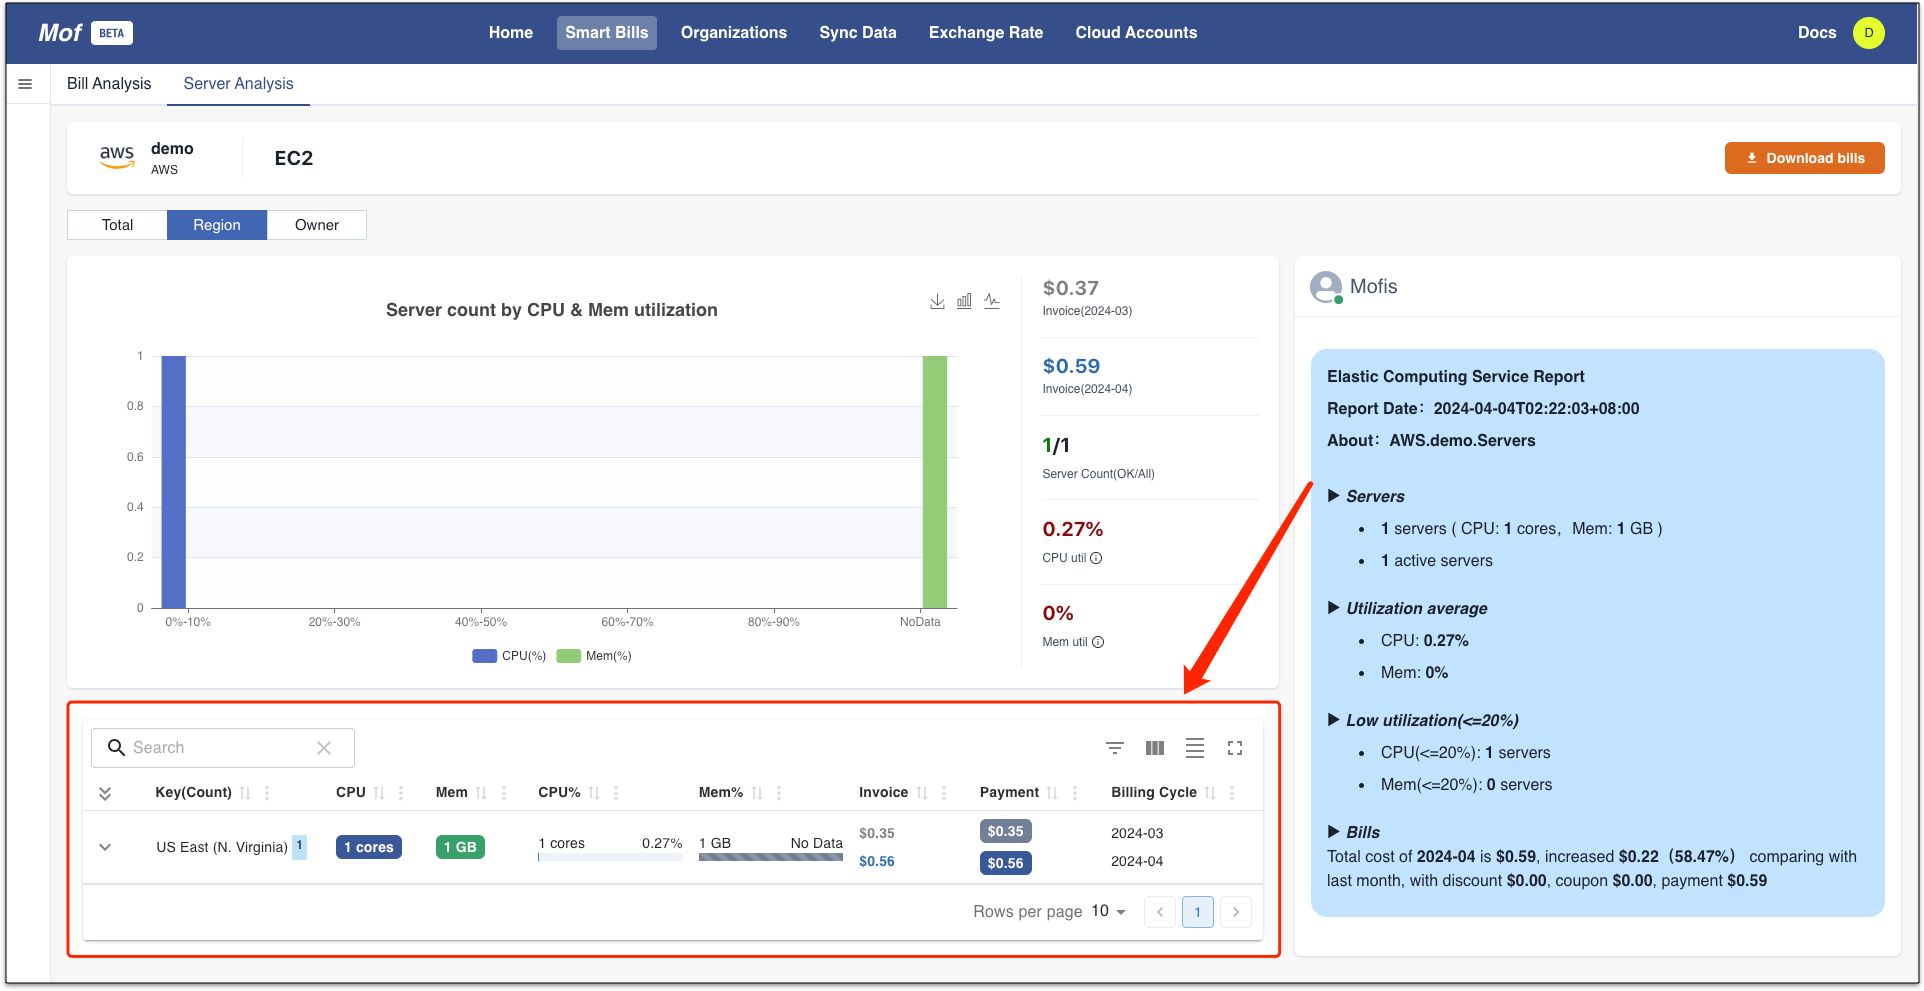 Mof BETA
Home Smart Bills Organizations Sync Data Exchange Rate Cloud Accounts Docs D
Bill Analysis Server Analysis
aws demo
AWS
EC2
Download bills
Total Region Owner
Server count by CPU & Mem utilization
1
0.8
0.6
0.4
0.2
0
0%-10% 20%-30% 40%-50% 60%-70% 80%-90% NoData
CPU(%) Mem(%)
$0.37
Invoice(2024-03)
$0.59
Invoice(2024-04)
1/1
Server Count(OK/All)
0.27%
CPU util
0%
Mem util
Mofis
Elastic Computing Service Report
Report Date：2024-04-04T02:22:03+08:00
About：AWS.demo.Servers
▶ Servers
• 1 servers ( CPU: 1 cores, Mem: 1 GB )
• 1 active servers
▶ Utilization average
• CPU: 0.27%
• Mem: 0%
▶ Low utilization(<=20%)
• CPU(<=20%): 1 servers
• Mem(<=20%): 0 servers
▶ Bills
Total cost of 2024-04 is $0.59, increased $0.22（58.47%） comparing with
last month, with discount $0.00, coupon $0.00, payment $0.59
Search
Key(Count) CPU Mem CPU% Mem% Invoice Payment Billing Cycle
US East (N. Virginia) 1 1 cores 1 GB 1 cores 0.27% 1 GB No Data
$0.35 $0.35 2024-03
$0.56 $0.56 2024-04
Rows per page 10 < 1 >